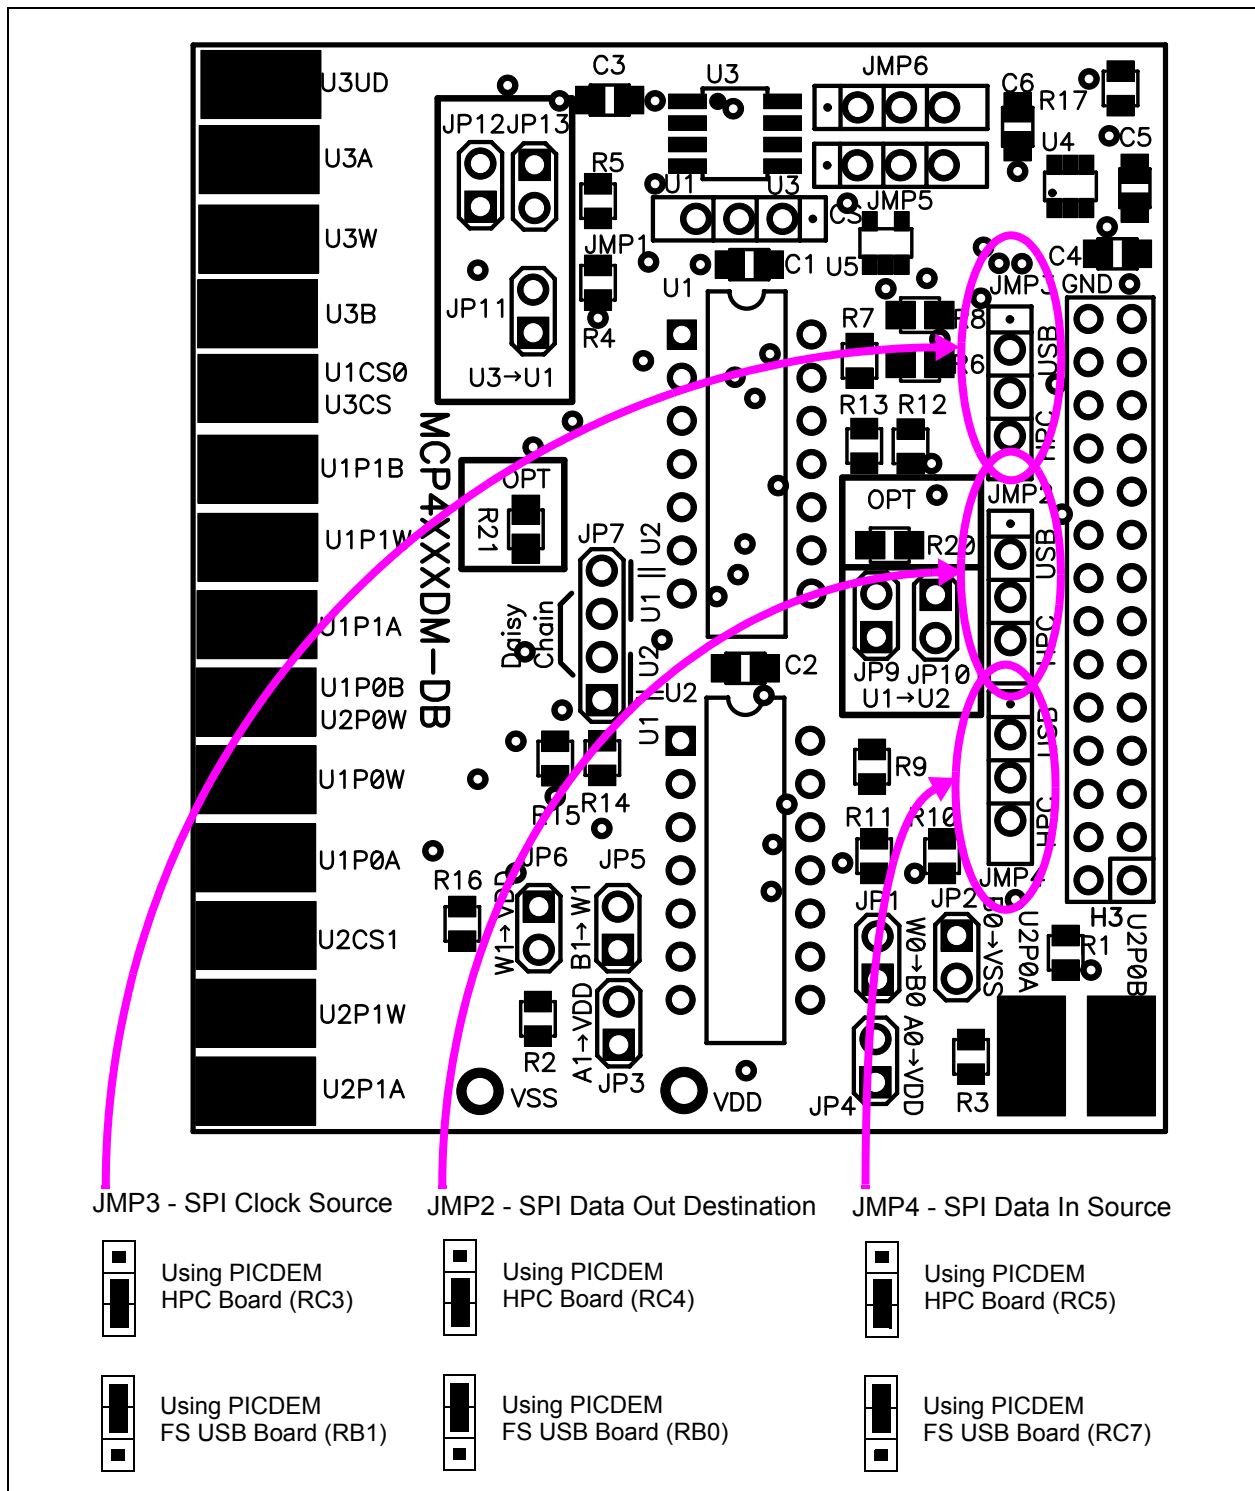 U3UD
C3
U3
JMP6
C6
R17
JP12
JP13
U4
C5
U3A
R5
U1
U3
JMP5
CS
U3W
JMP1
C1
U5
C4
U1
JMP3
GND
JP11
U3B
R4
R7
R8
USB
U3→U1
R6
U1CS0
U3CS
R13
R12
HPC
MCP4XXXDM-DB
U1P1B
OPT
OPT
JMP2
R21
U1P1W
JP7
U2
||
U1
R20
USB
U1P1A
Daisy
Chain
HPC
U1P0B
U2
||
U1
U2
C2
JP9
JP10
U1→U2
U2P0W
USB
U1P0W
R9
R15
R14
R11
R10
HPC
U1P0A
JP6
JP5
JMP4
R16
JP1
JP2
H3
W1→VDD
B1→W1
W0→B0
B0→VSS
U2P0A
R1
U2P0B
U2CS1
U2P1W
R2
A1→VDD
JP3
A0→VDD
U2P1A
VSS
VDD
JP4
R3
JMP3 - SPI Clock Source
JMP2 - SPI Data Out Destination
JMP4 - SPI Data In Source
Using PICDEM
HPC Board (RC3)
Using PICDEM
HPC Board (RC4)
Using PICDEM
HPC Board (RC5)
Using PICDEM
FS USB Board (RB1)
Using PICDEM
FS USB Board (RB0)
Using PICDEM
FS USB Board (RC7)